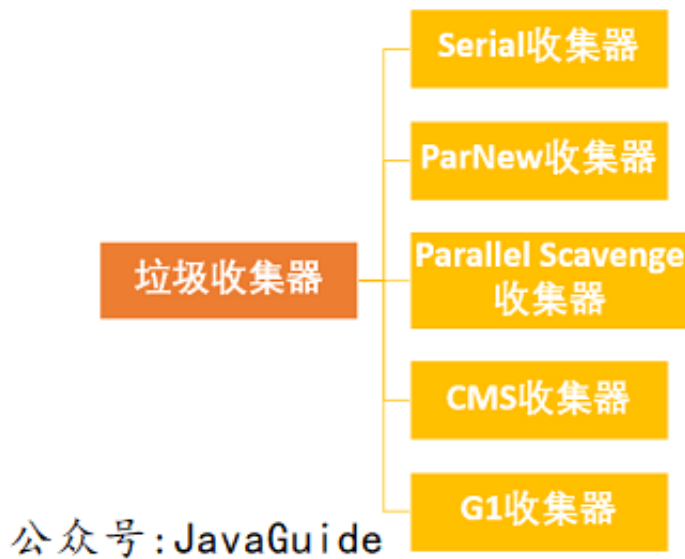 Serial收集器
ParNew收集器
垃圾收集器
Parallel Scavenge
收集器
CMS收集器
G1收集器
公众号:JavaGuide